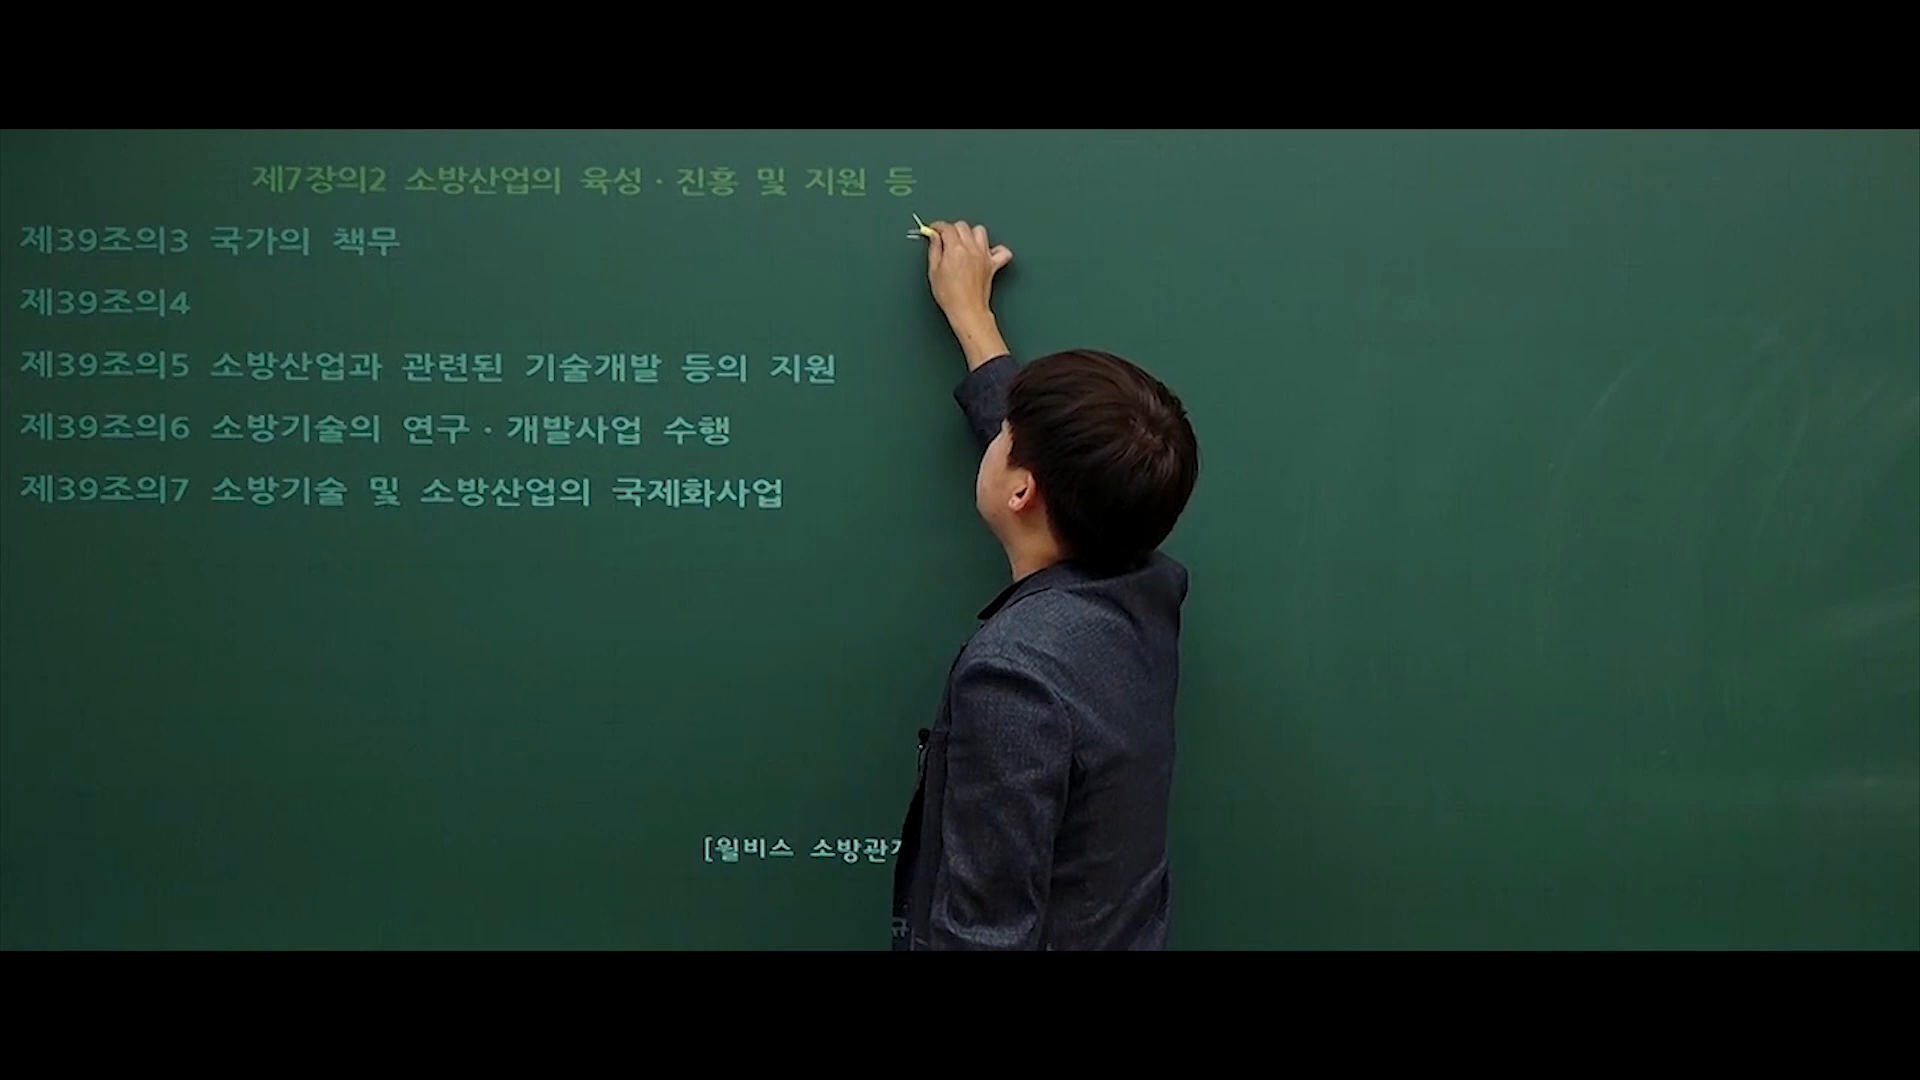 제7장의2 소방산업의 육성·진흥 및 지원 등
제39조의3 국가의 책무
제39조의4
제39조의5 소방산업과 관련된 기술개발 등의 지원
제39조의6 소방기술의 연구·개발사업 수행
제39조의7 소방기술 및 소방산업의 국제화사업
[윌비스
규